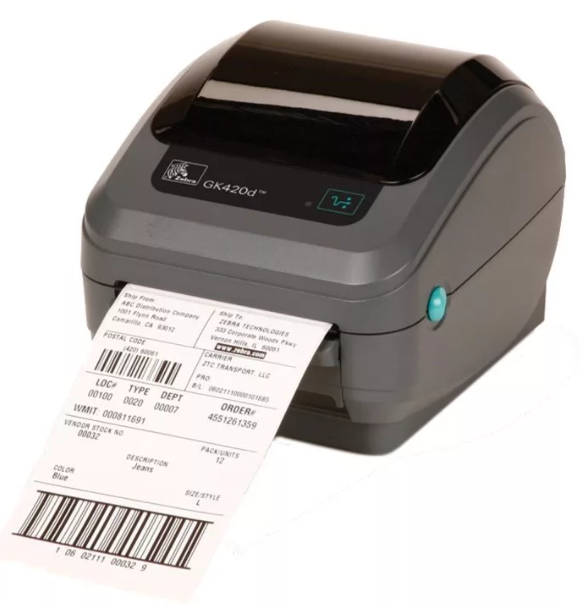 Zebra
GK420d™
Ship From:
ABC Distribution Company
1001 Flynn Road
Camarillo, CA 93012
Ship To:
ZEBRA TECHNOLOGIES
333 Corporate Woods Pkwy
Vernon Hills, IL 60061
www.zebra.com
POSTAL CODE
(420) 60061
CARRIER
ZTC TRANSPORT, LLC
PRO:
B/L:
LOC# TYPE DEPT
00100 0020 00007
ORDER#
4551261359
WMIT: 000811691
VENDOR STOCK NO
00032
PACK/UNITS
12
DESCRIPTION
Jeans
COLOR
Blue
SIZE/STYLE
L
1 06 02111 00032 9